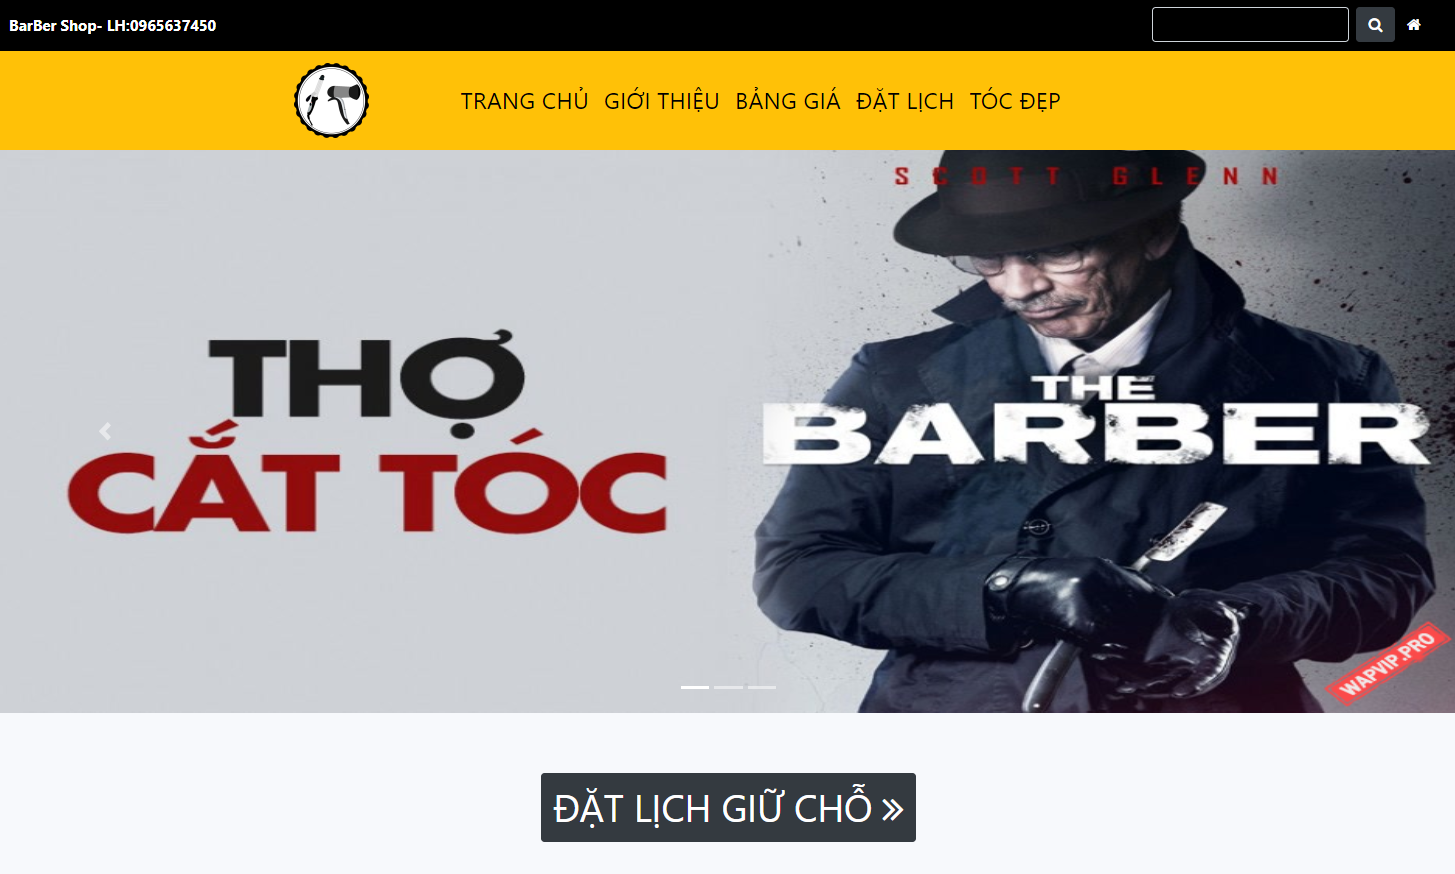 BarBer Shop- LH:0965637450
TRANG CHỦ GIỚI THIỆU BẢNG GIÁ ĐẶT LỊCH TÓC ĐẸP
SCOTT GLENN
THỢ
CẮT TÓC
THE
BARBER
WAPVIP.PRO
ĐẶT LỊCH GIỮ CHỖ »